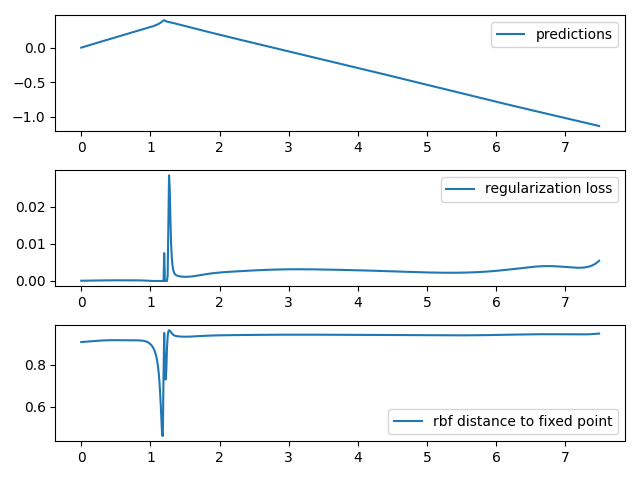 predictions
0.0
−0.5
−1.0
0 1 2 3 4 5 6 7
regularization loss
0.02
0.01
0.00
0 1 2 3 4 5 6 7
0.8
0.6
rbf distance to fixed point
0 1 2 3 4 5 6 7